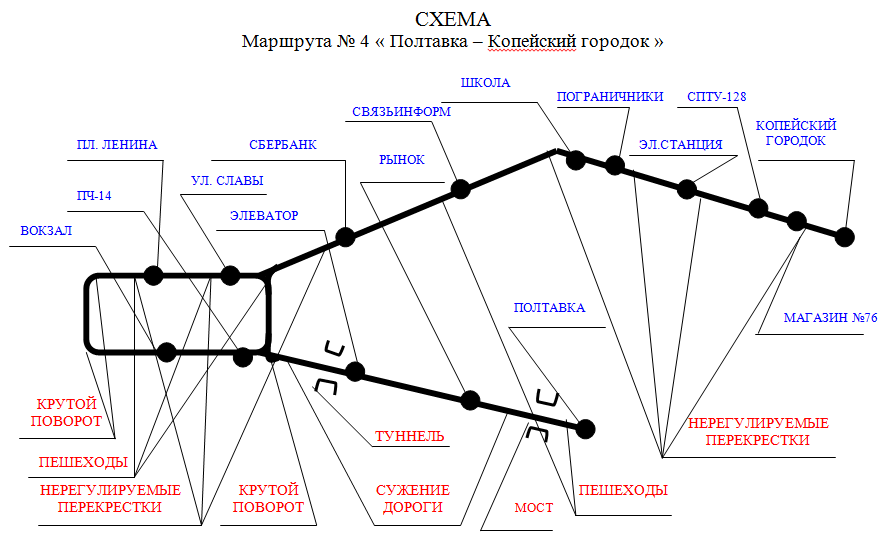 СХЕМА
Маршрута № 4 « Полтавка – Копейский городок »
ШКОЛА
ПОГРАНИЧНИКИ
СПТУ-128
СВЯЗЬИНФОРМ
КОПЕЙСКИЙ
ГОРОДОК
ПЛ. ЛЕНИНА
СБЕРБАНК
ЭЛ.СТАНЦИЯ
РЫНОК
УЛ. СЛАВЫ
ПЧ-14
ЭЛЕВАТОР
ВОКЗАЛ
ПОЛТАВКА
МАГАЗИН №76
КРУТОЙ
ПОВОРОТ
НЕРЕГУЛИРУЕМЫЕ
ПЕРЕКРЕСТКИ
ТУННЕЛЬ
ПЕШЕХОДЫ
НЕРЕГУЛИРУЕМЫЕ
ПЕРЕКРЕСТКИ
КРУТОЙ
ПОВОРОТ
СУЖЕНИЕ
ДОРОГИ
МОСТ
ПЕШЕХОДЫ